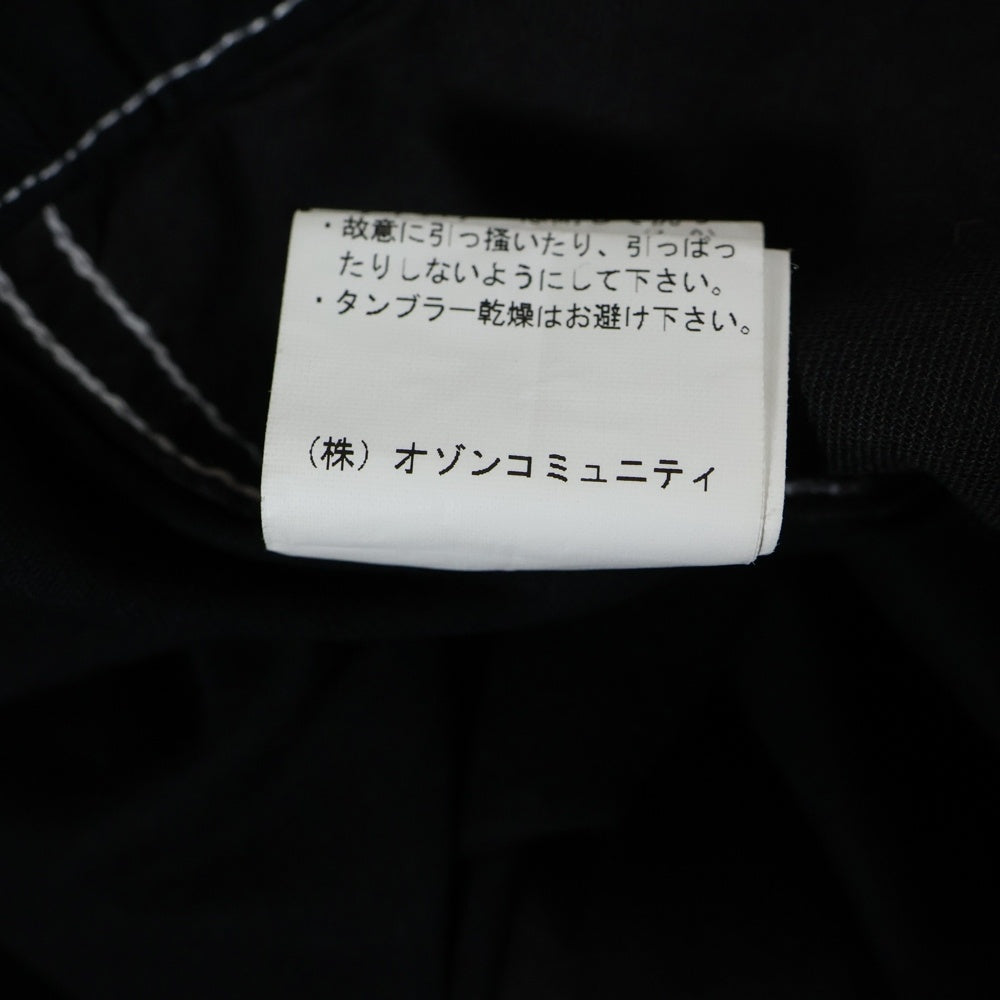 ・故意に引っ掻いたり、引っぱっ
たりしないようにして下さい。
・タンブラー乾燥はお避け下さい。
（株）オゾンコミュニティ